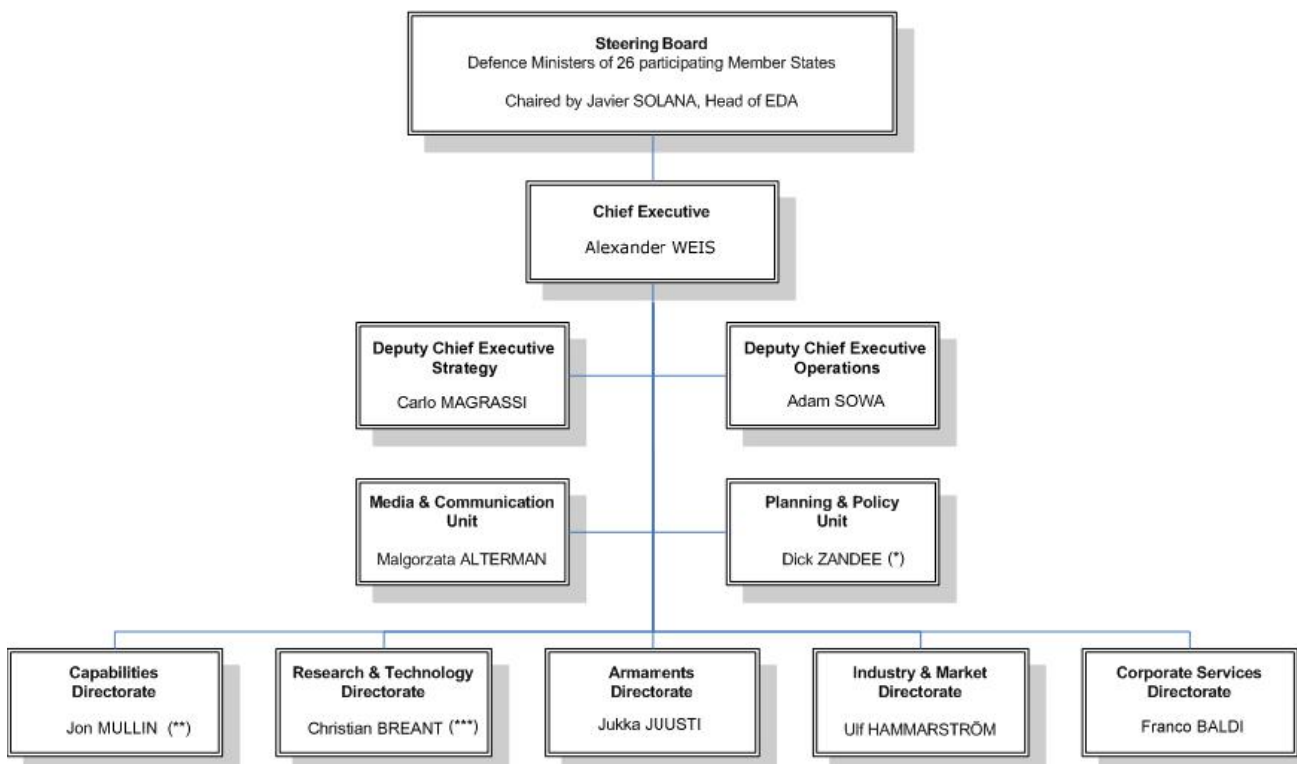 Steering Board
Defence Ministers of 26 participating Member States
Chaired by Javier SOLANA, Head of EDA
Chief Executive
Alexander WEIS
Deputy Chief Executive
Strategy
Carlo MAGRASSI
Deputy Chief Executive
Operations
Adam SOWA
Media & Communication
Unit
Malgorzata ALTERMAN
Planning & Policy
Unit
Dick ZANDEE (*)
Capabilities
Directorate
Jon MULLIN (**)
Research & Technology
Directorate
Christian BREANT (***)
Armaments
Directorate
Jukka JUUSTI
Industry & Market
Directorate
Ulf HAMMARSTRÖM
Corporate Services
Directorate
Franco BALDI